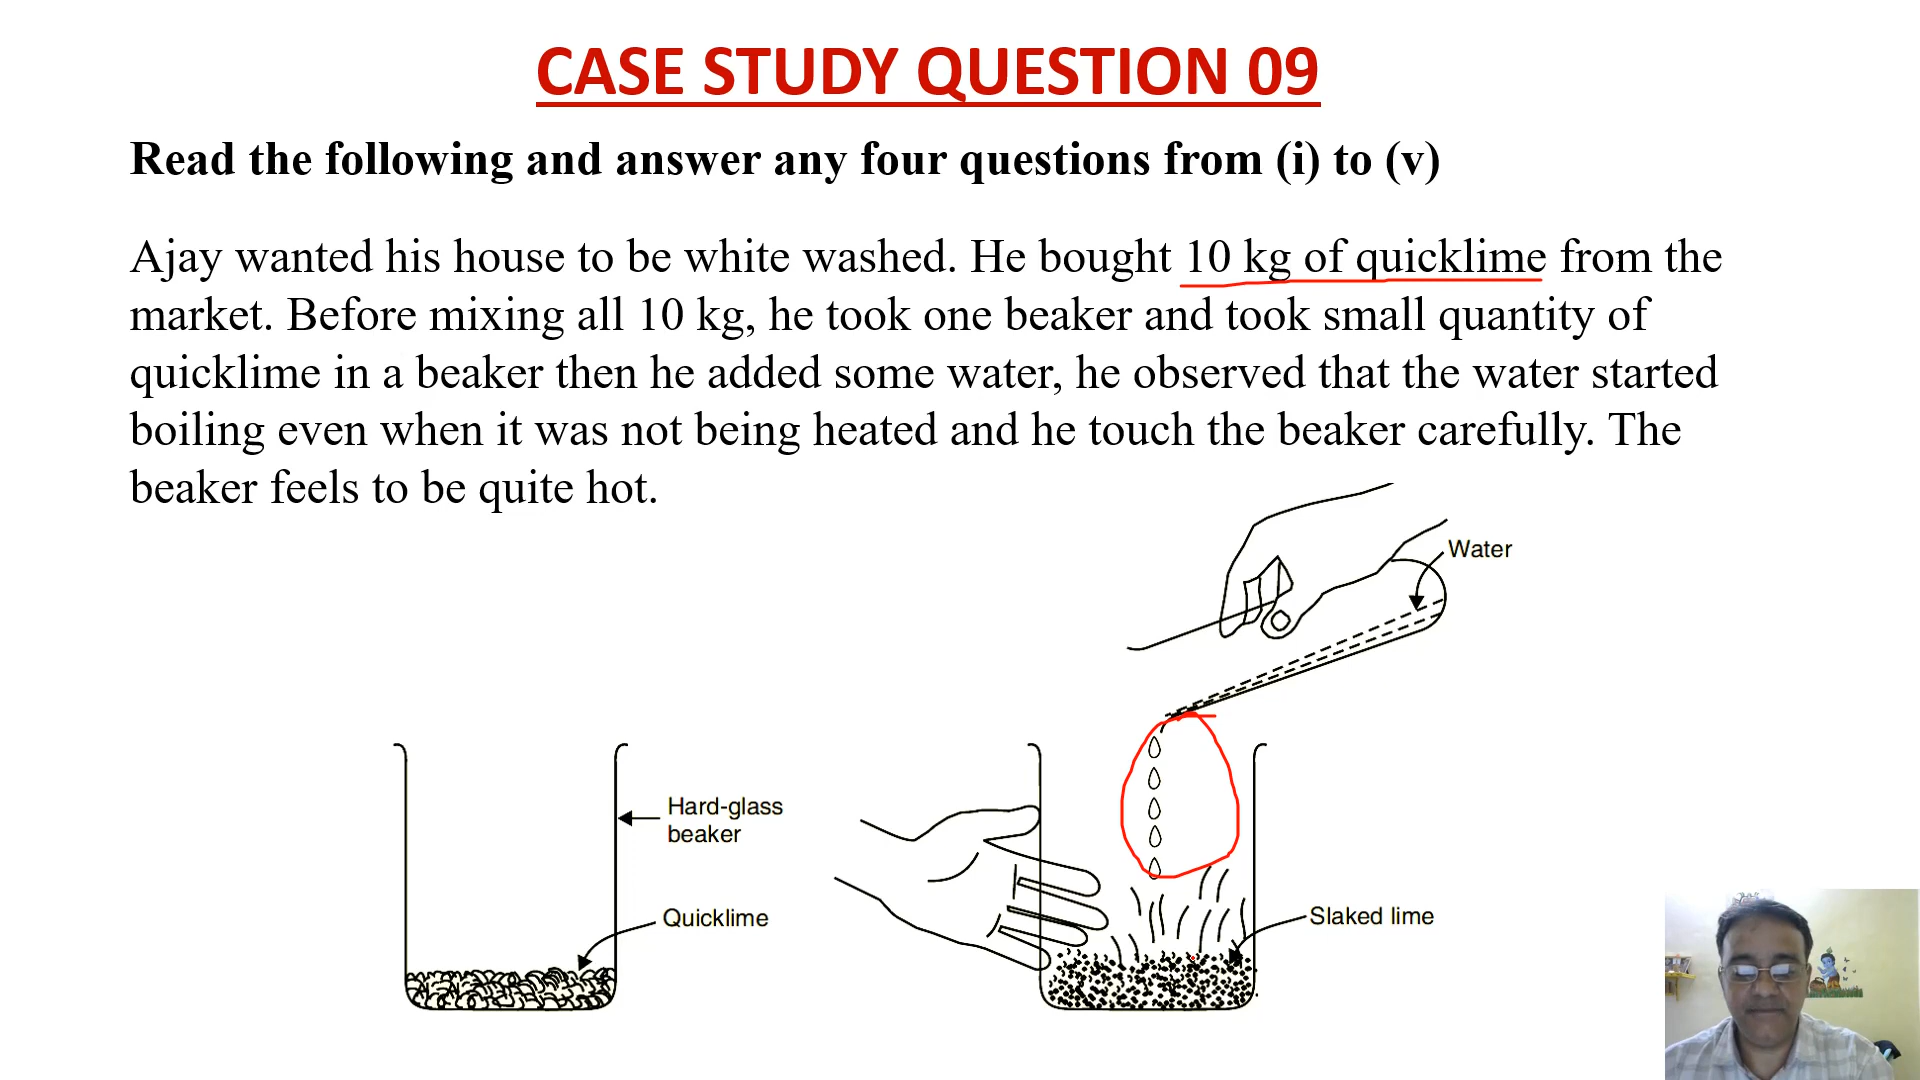 CASE STUDY QUESTION 09
Read the following and answer any four questions from (i) to (v)
Ajay wanted his house to be white washed. He bought 10 kg of quicklime from the
market. Before mixing all 10 kg, he took one beaker and took small quantity of
quicklime in a beaker then he added some water, he observed that the water started
boiling even when it was not being heated and he touch the beaker carefully. The
beaker feels to be quite hot.
Water
Hard-glass
beaker
Quicklime
Slaked lime